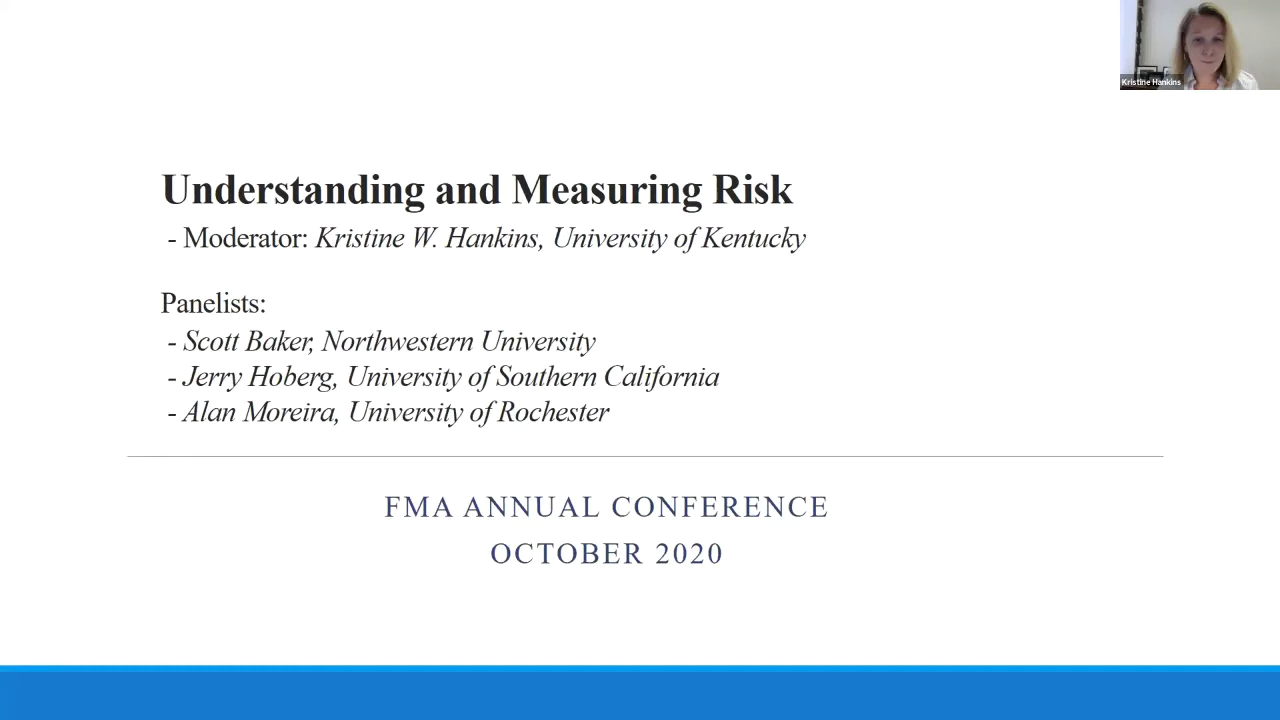 Kristine Hankins
Understanding and Measuring Risk
- Moderator: Kristine W. Hankins, University of Kentucky
Panelists:
- Scott Baker, Northwestern University
- Jerry Hoberg, University of Southern California
- Alan Moreira, University of Rochester
FMA ANNUAL CONFERENCE
OCTOBER 2020